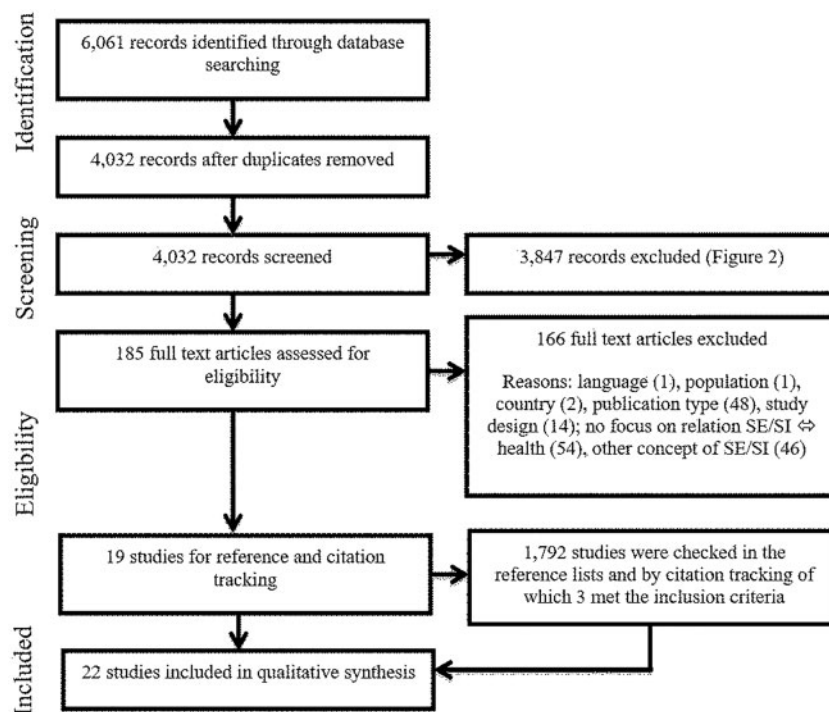 Identification
6,061 records identified through database
searching
4,032 records after duplicates removed
Screening
4,032 records screened
3,847 records excluded (Figure 2)
Eligibility
185 full text articles assessed for
eligibility
166 full text articles excluded
Reasons: language (1), population (1),
country (2), publication type (48), study
design (14); no focus on relation SE/SI ⇔
health (54), other concept of SE/SI (46)
19 studies for reference and citation
tracking
1,792 studies were checked in the
reference lists and by citation tracking of
which 3 met the inclusion criteria
Included
22 studies included in qualitative synthesis